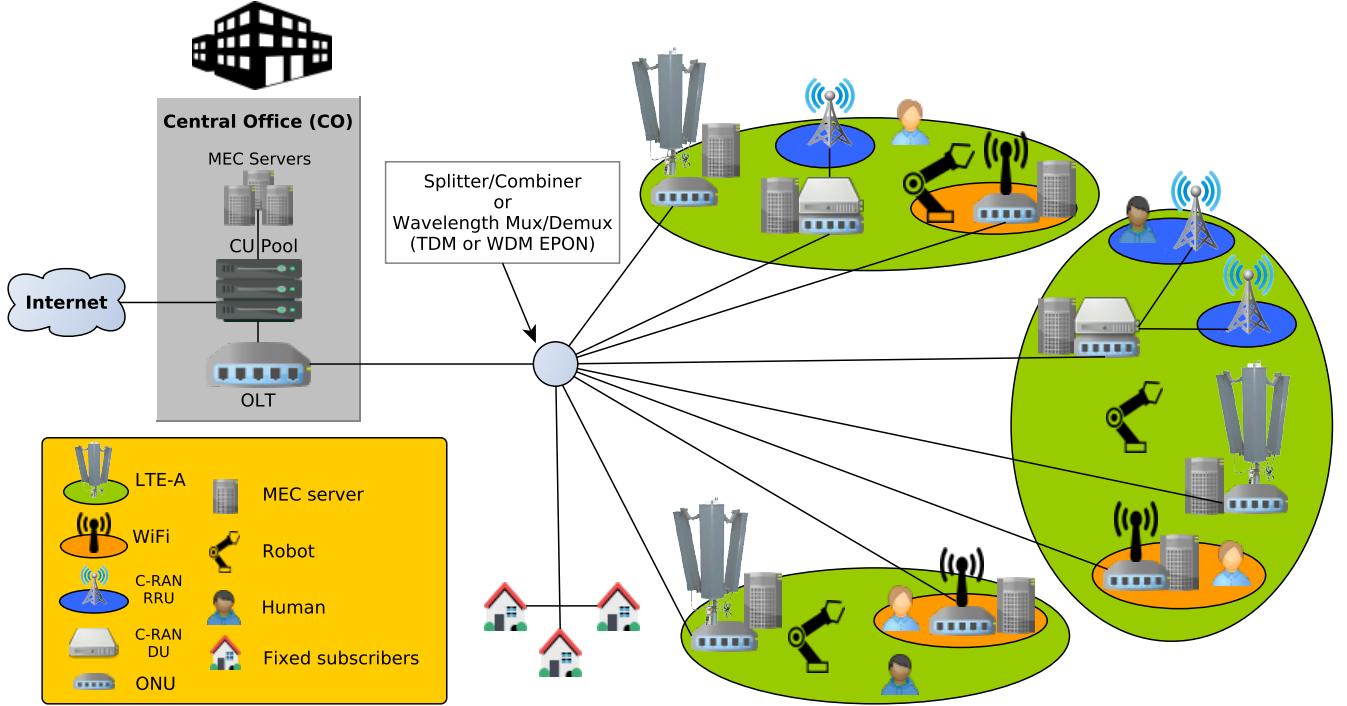 Central Office (CO)
MEC Servers
CU Pool
Internet
OLT
Splitter/Combiner
or
Wavelength Mux/Demux
(TDM or WDM EPON)
LTE-A
WiFi
C-RAN
RRU
C-RAN
DU
ONU
MEC server
Robot
Human
Fixed subscribers